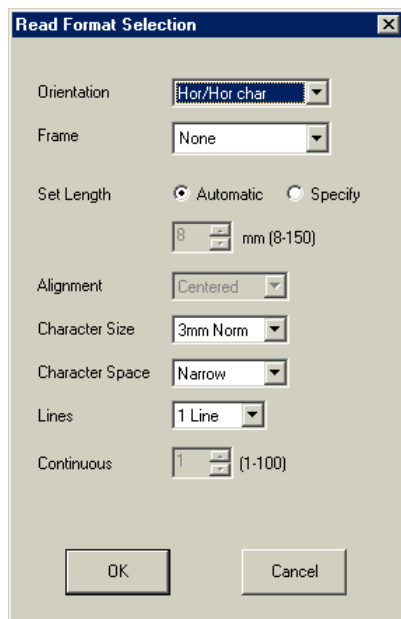 Read Format Selection
Orientation Hor/Hor char
Frame None
Set Length Automatic Specify
8 mm (8-150)
Alignment Centered
Character Size 3mm Norm
Character Space Narrow
Lines 1 Line
Continuous 1 (1-100)
OK Cancel